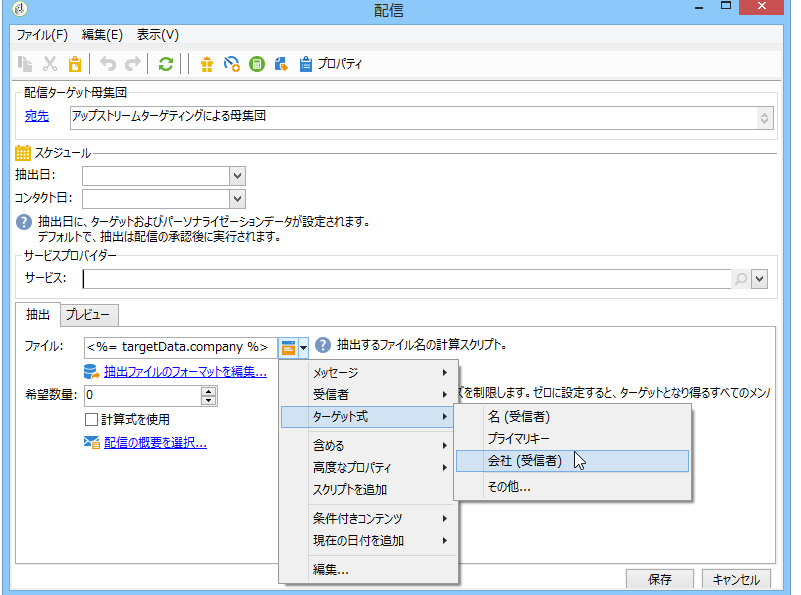 配信
ファイル(F) 編集(E) 表示(V)
プロパティ
配信ターゲット母集団
宛先 アップストリームターゲティングによる母集団
スケジュール
抽出日:
コンタクト日:
抽出日に、ターゲットおよびパーソナライゼーションデータが設定されます。
デフォルトで、抽出は配信の承認後に実行されます。
サービスプロバイダー
サービス:
抽出 プレビュー
ファイル: <%= targetData.company %> 抽出するファイル名の計算スクリプト。
抽出ファイルのフォーマットを編集...
希望数量: 0 ズを制限します。ゼロに設定すると、ターゲットとなり得るすべてのメンバ
計算式を使用
配信の概要を選択...
メッセージ
受信者
ターゲット式
含める
高度なプロパティ
スクリプトを追加
条件付きコンテンツ
現在の日付を追加
編集...
名 (受信者)
プライマリキー
会社 (受信者)
その他...
保存 キャンセル